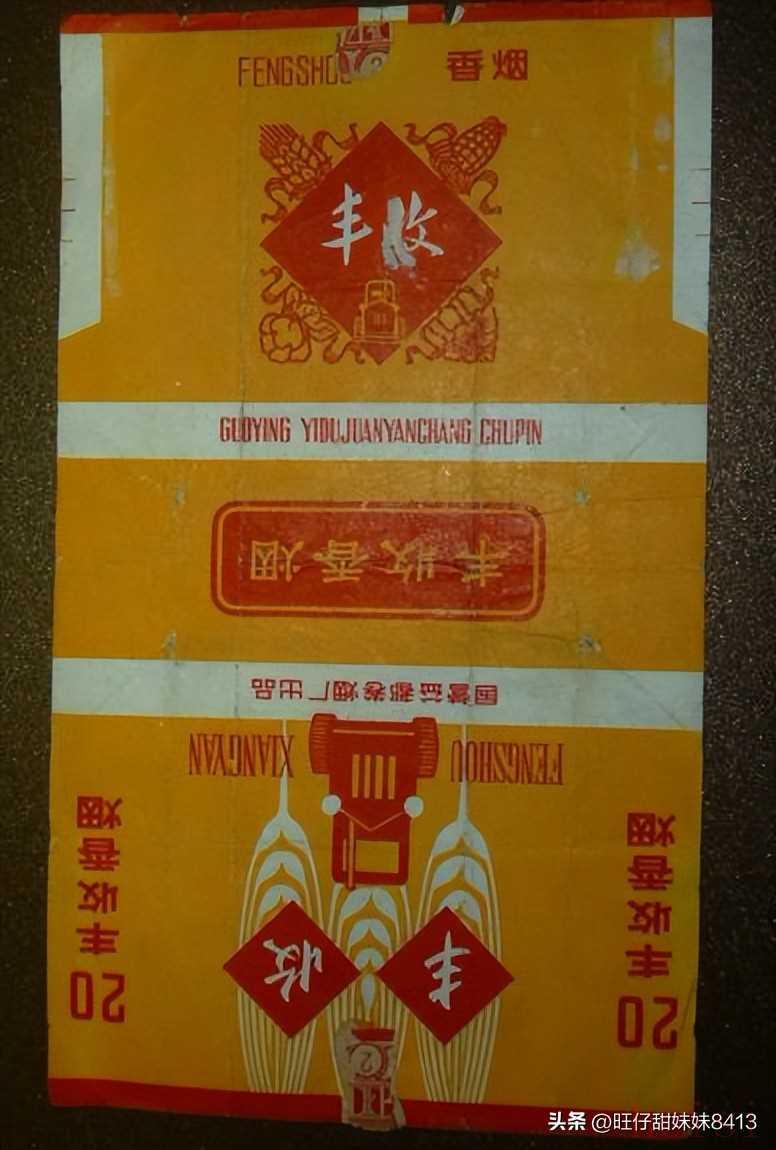 FENGSHOU 香烟
丰收
GUOYING YIDUJUANYANCHANG CHUPIN
丰收香烟
国营益都卷烟厂出品
FENGSHOU XIANGYAN
20 丰收香烟
20 丰收香烟
丰收
2
头条 @旺仔甜妹妹8413